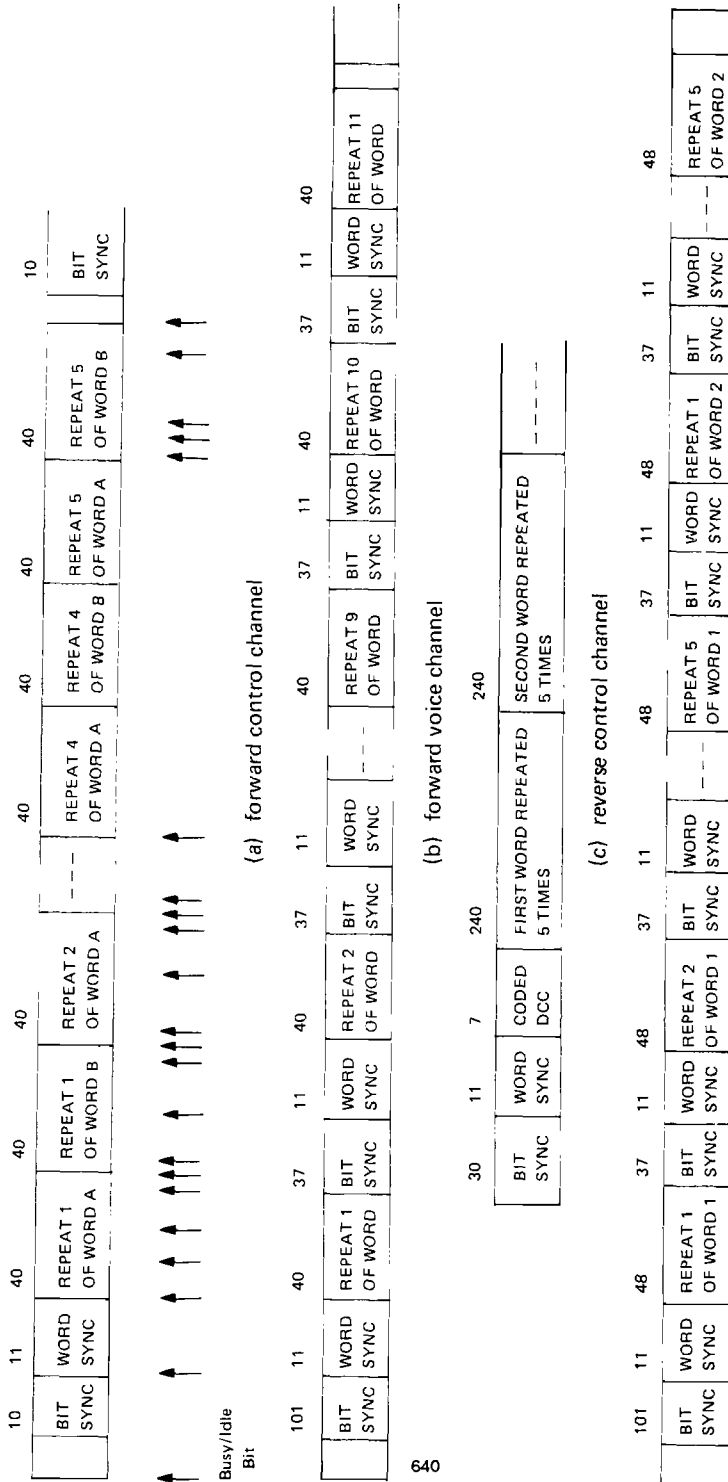 10 11 40 40 40 40 40 40 40 10
BIT WORD REPEAT 1 REPEAT 1 REPEAT 2 --- REPEAT 4 REPEAT 4 REPEAT 5 REPEAT 5 BIT
SYNC SYNC OF WORD A OF WORD B OF WORD A OF WORD A OF WORD B OF WORD A OF WORD B SYNC
Busy/Idle
Bit
(a) forward control channel
101 11 40 37 11 40 37 11 40 37 11 40 37 11 40
BIT WORD REPEAT 1 BIT WORD REPEAT 2 BIT WORD --- REPEAT 9 BIT WORD REPEAT 10 BIT WORD REPEAT 11
SYNC SYNC OF WORD SYNC SYNC OF WORD SYNC SYNC OF WORD SYNC SYNC OF WORD SYNC SYNC OF WORD
(b) forward voice channel
30 11 7 240 240
BIT WORD CODED FIRST WORD REPEATED SECOND WORD REPEATED -----
SYNC SYNC DCC 5 TIMES 5 TIMES
(c) reverse control channel
640
101 11 48 37 11 48 37 11 48 37 11 48 37 11 48
BIT WORD REPEAT 1 BIT WORD REPEAT 2 BIT WORD --- REPEAT 5 BIT WORD REPEAT 1 BIT WORD --- REPEAT 5
SYNC SYNC OF WORD 1 SYNC SYNC OF WORD 1 SYNC SYNC OF WORD 1 SYNC SYNC OF WORD 2 SYNC SYNC OF WORD 2